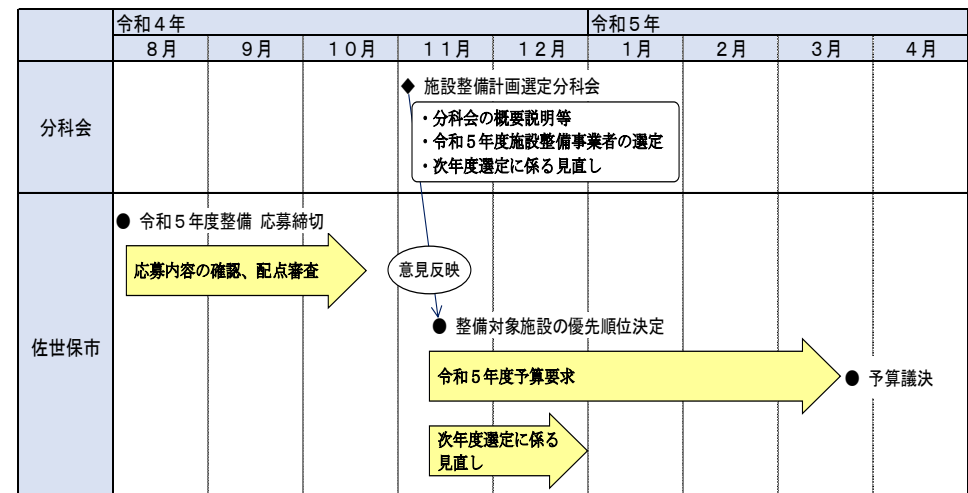 令和４年
令和５年
８月
９月
１０月
１１月
１２月
１月
２月
３月
４月
分科会
◆ 施設整備計画選定分科会
・分科会の概要説明等
・令和５年度施設整備事業者の選定
・次年度選定に係る見直し
佐世保市
● 令和５年度整備 応募締切
応募内容の確認、配点審査
意見反映
● 整備対象施設の優先順位決定
令和５年度予算要求
● 予算議決
次年度選定に係る
見直し